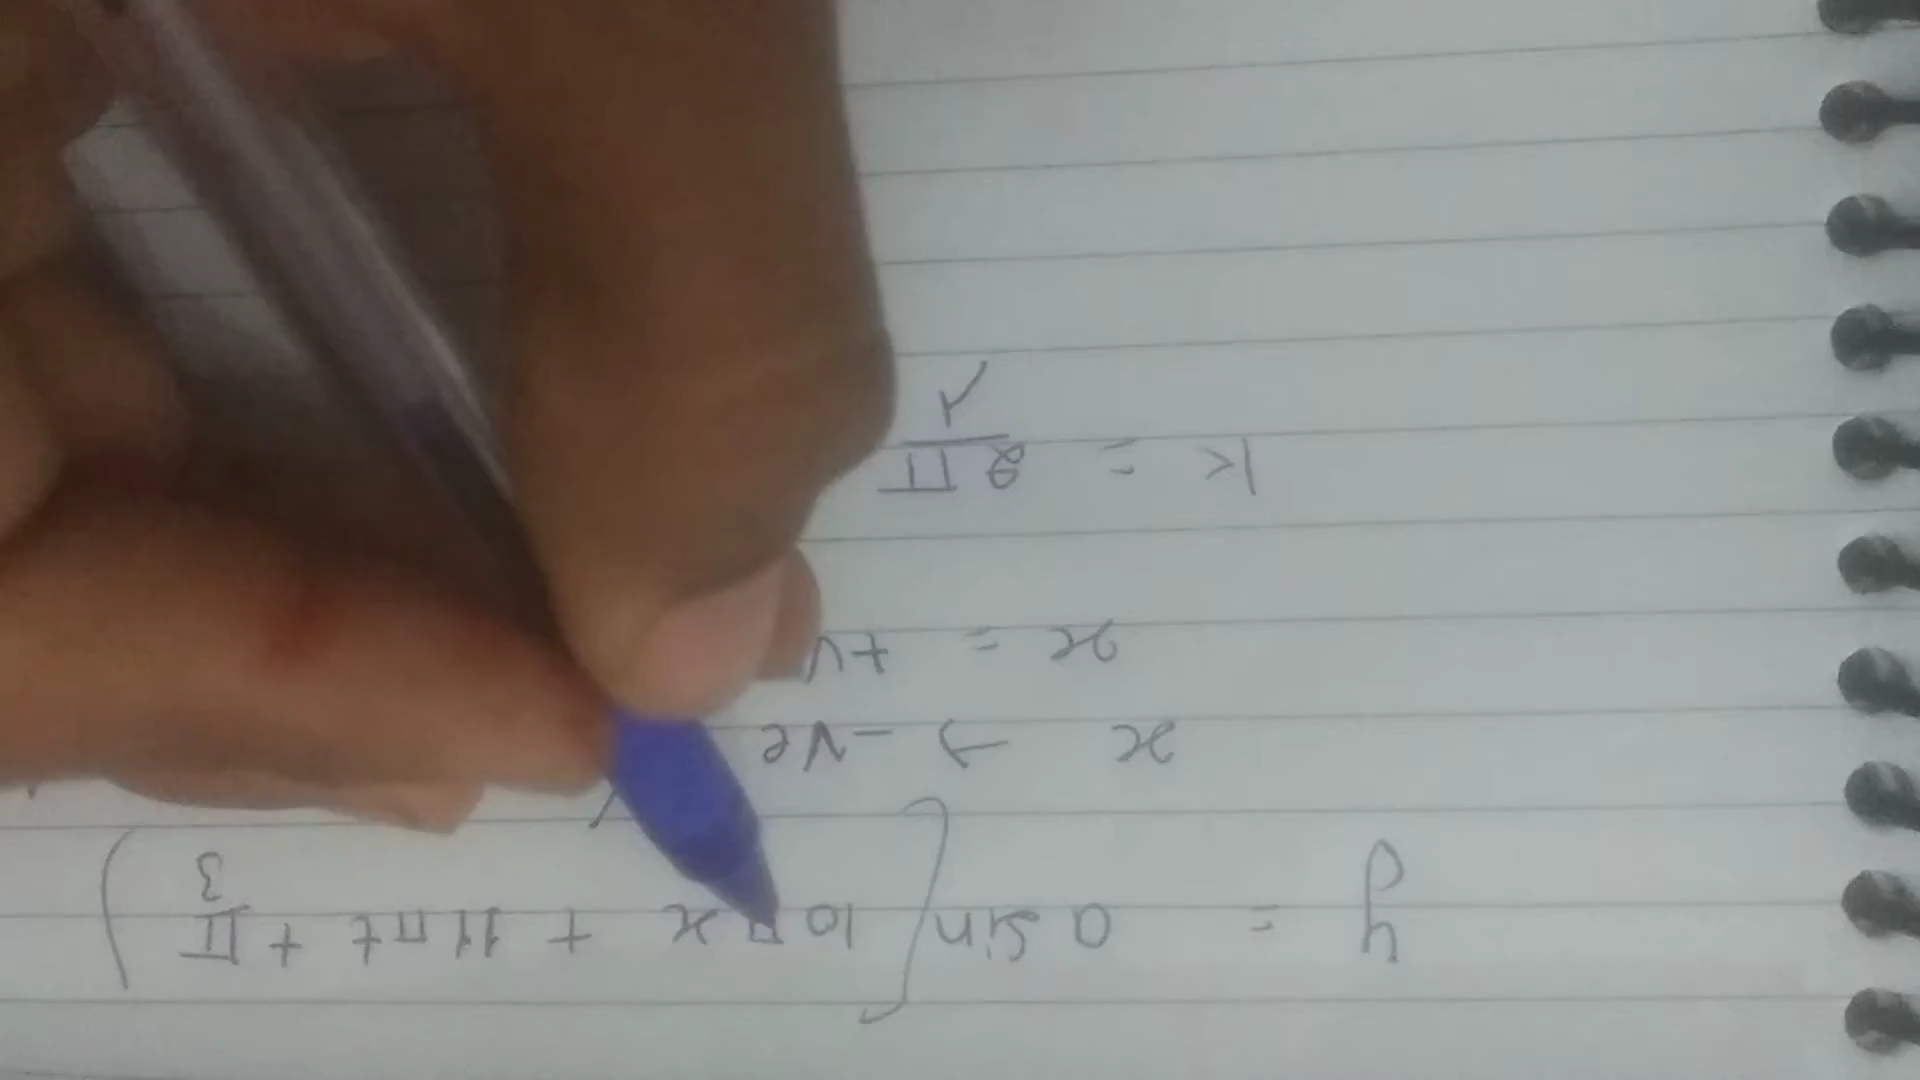 y = a sin(10πx + 11πt + π/3)
x → -ve
x = +v
k = 2π/λ